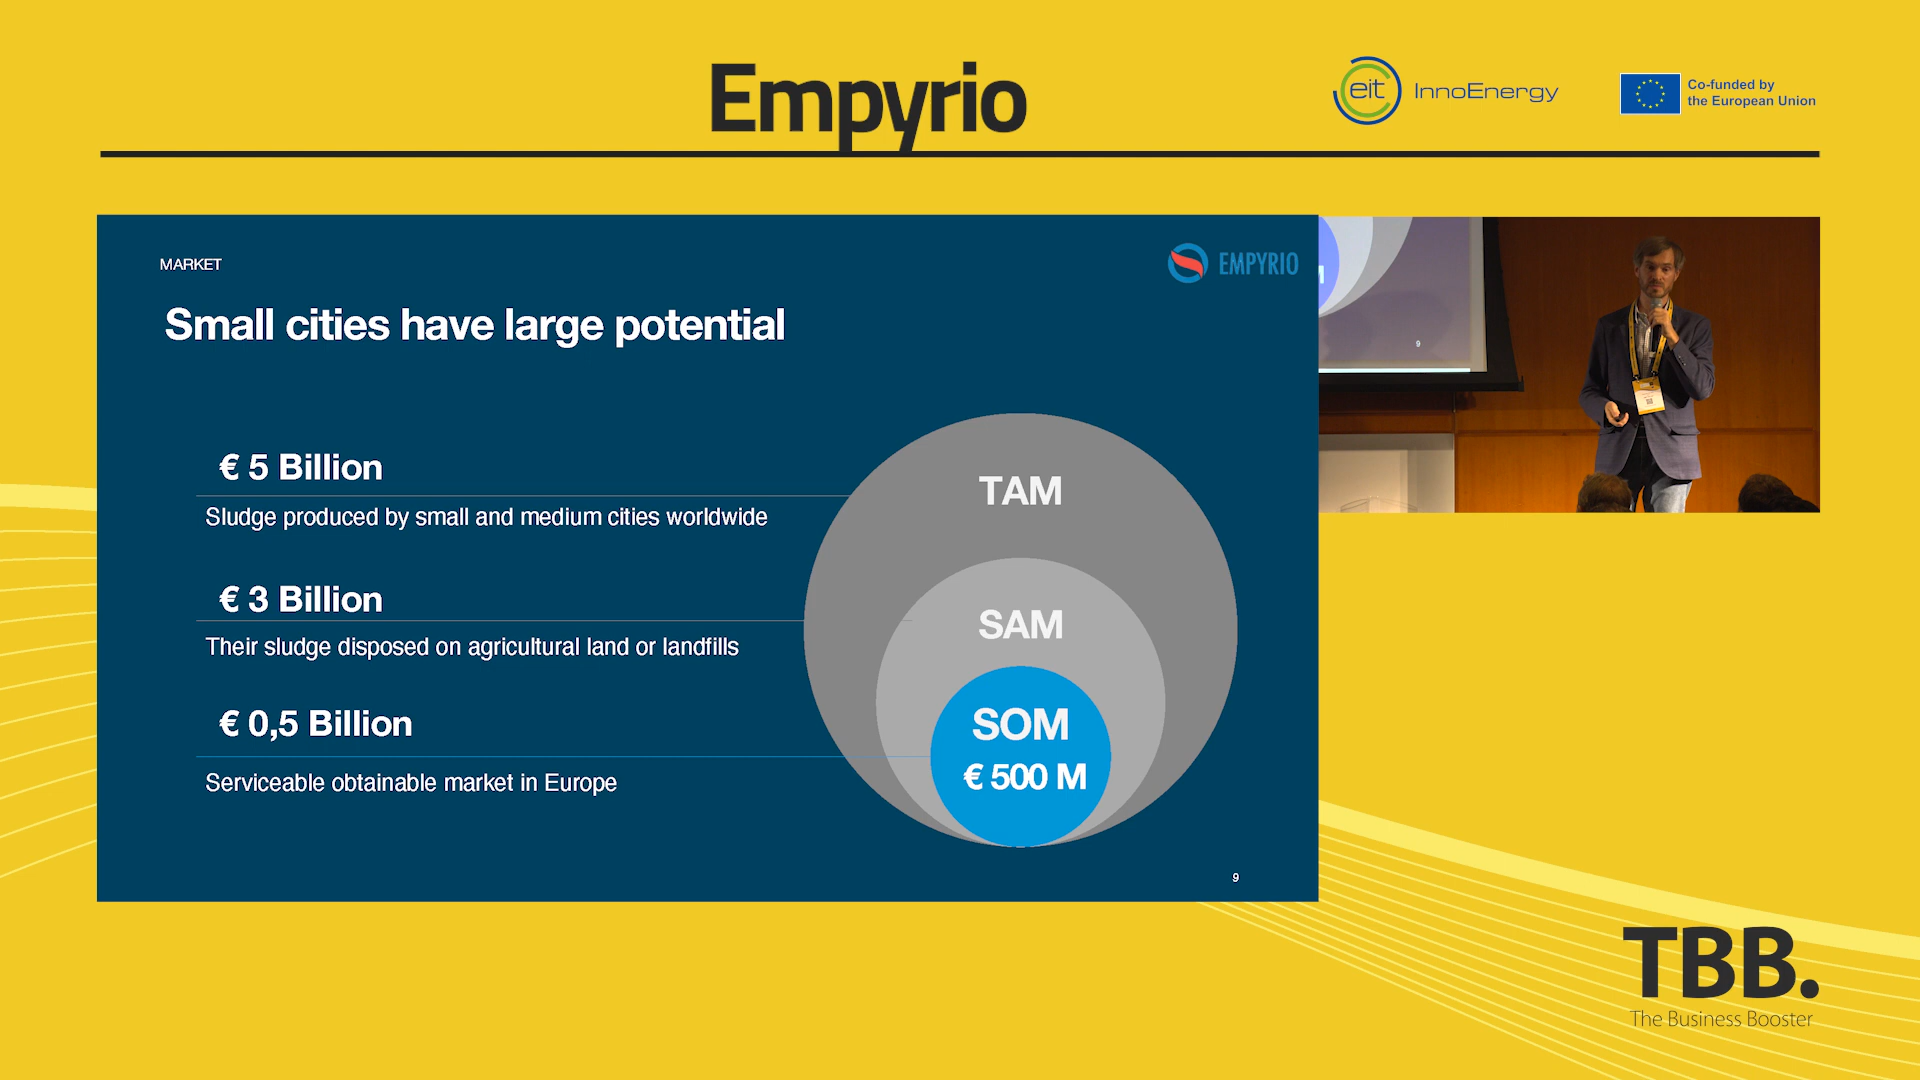 Empyrio
eit InnoEnergy
Co-funded by
the European Union
MARKET
EMPYRIO
Small cities have large potential
€ 5 Billion
Sludge produced by small and medium cities worldwide
€ 3 Billion
Their sludge disposed on agricultural land or landfills
€ 0,5 Billion
Serviceable obtainable market in Europe
TAM
SAM
SOM
€ 500 M
9
9
TBB.
The Business Booster